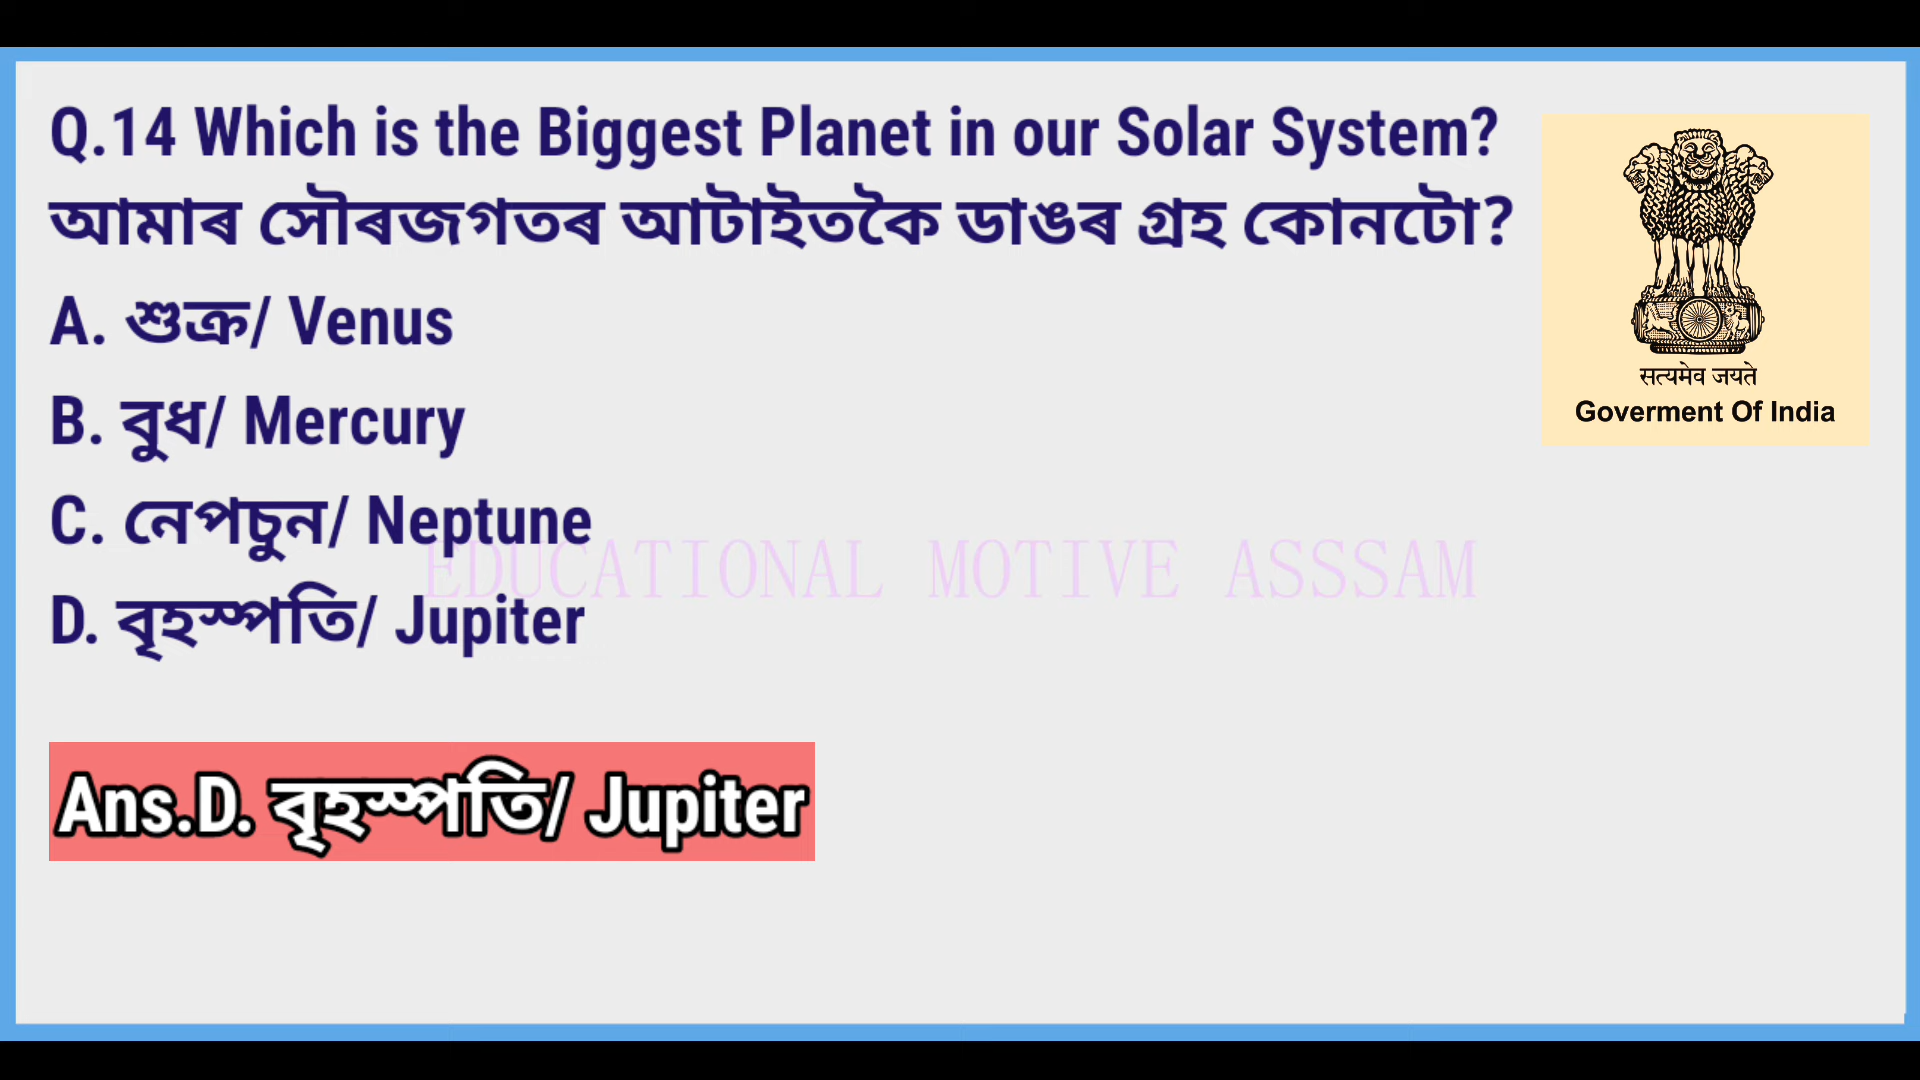 Q.14 Which is the Biggest Planet in our Solar System?
আমাৰ সৌৰজগতৰ আটাইতকৈ ডাঙৰ গ্ৰহ কোনটো?
A. শুক্ৰ/ Venus
B. বুধ/ Mercury
C. নেপচুন/ Neptune
D. বৃহস্পতি/ Jupiter
Ans.D. বৃহস্পতি/ Jupiter
EDUCATIONAL MOTIVE ASSSAM
सत्यमेव जयते
Goverment Of India